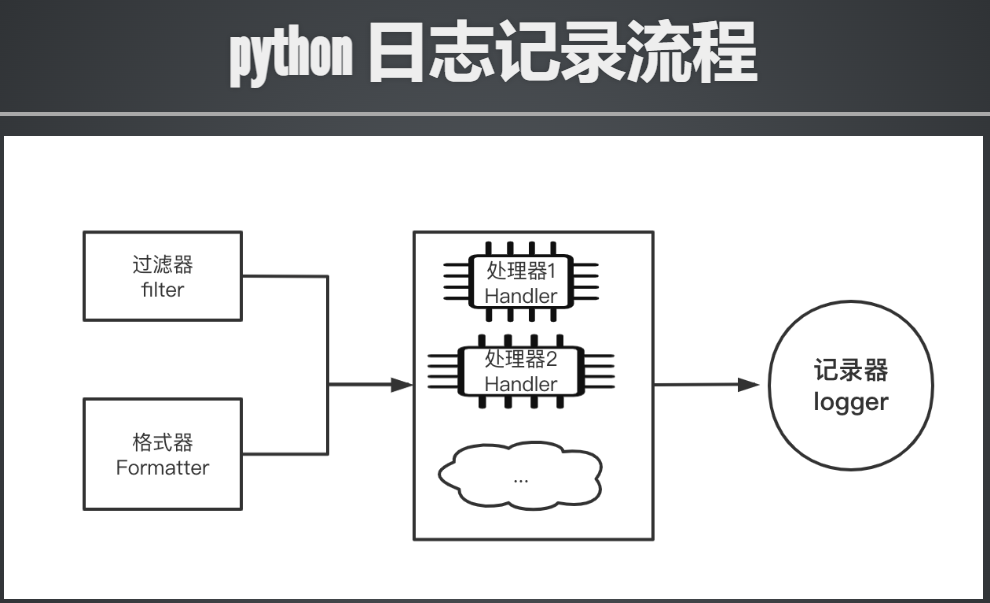 python 日志记录流程
过滤器
filter
格式器
Formatter
处理器1
Handler
处理器2
Handler
...
记录器
logger